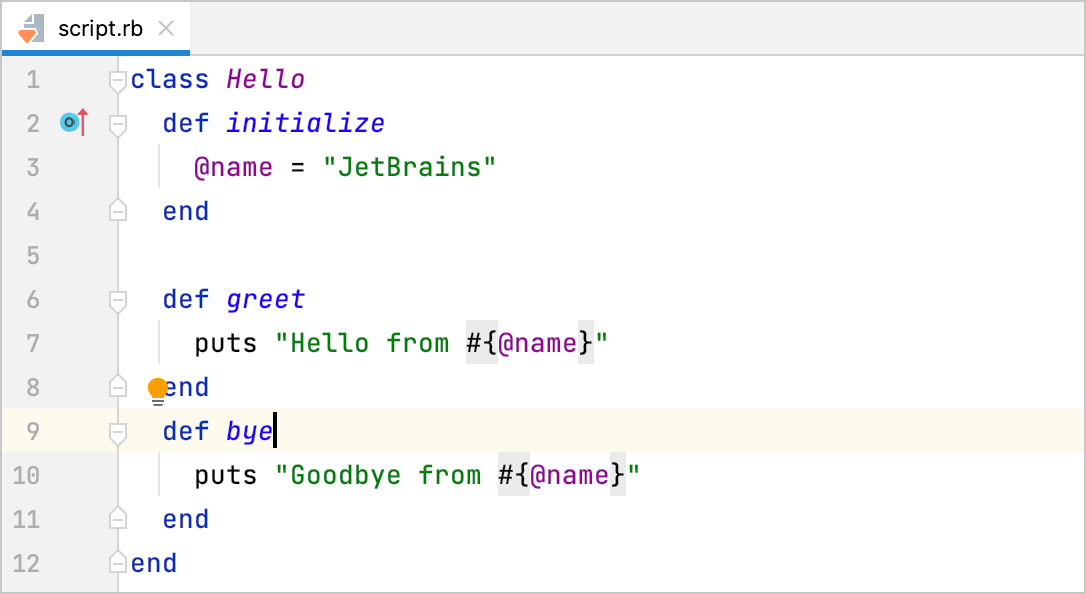 script.rb
1 class Hello
2   def initialize
3     @name = "JetBrains"
4   end
5
6   def greet
7     puts "Hello from #{@name}"
8   end
9   def bye
10     puts "Goodbye from #{@name}"
11   end
12 end